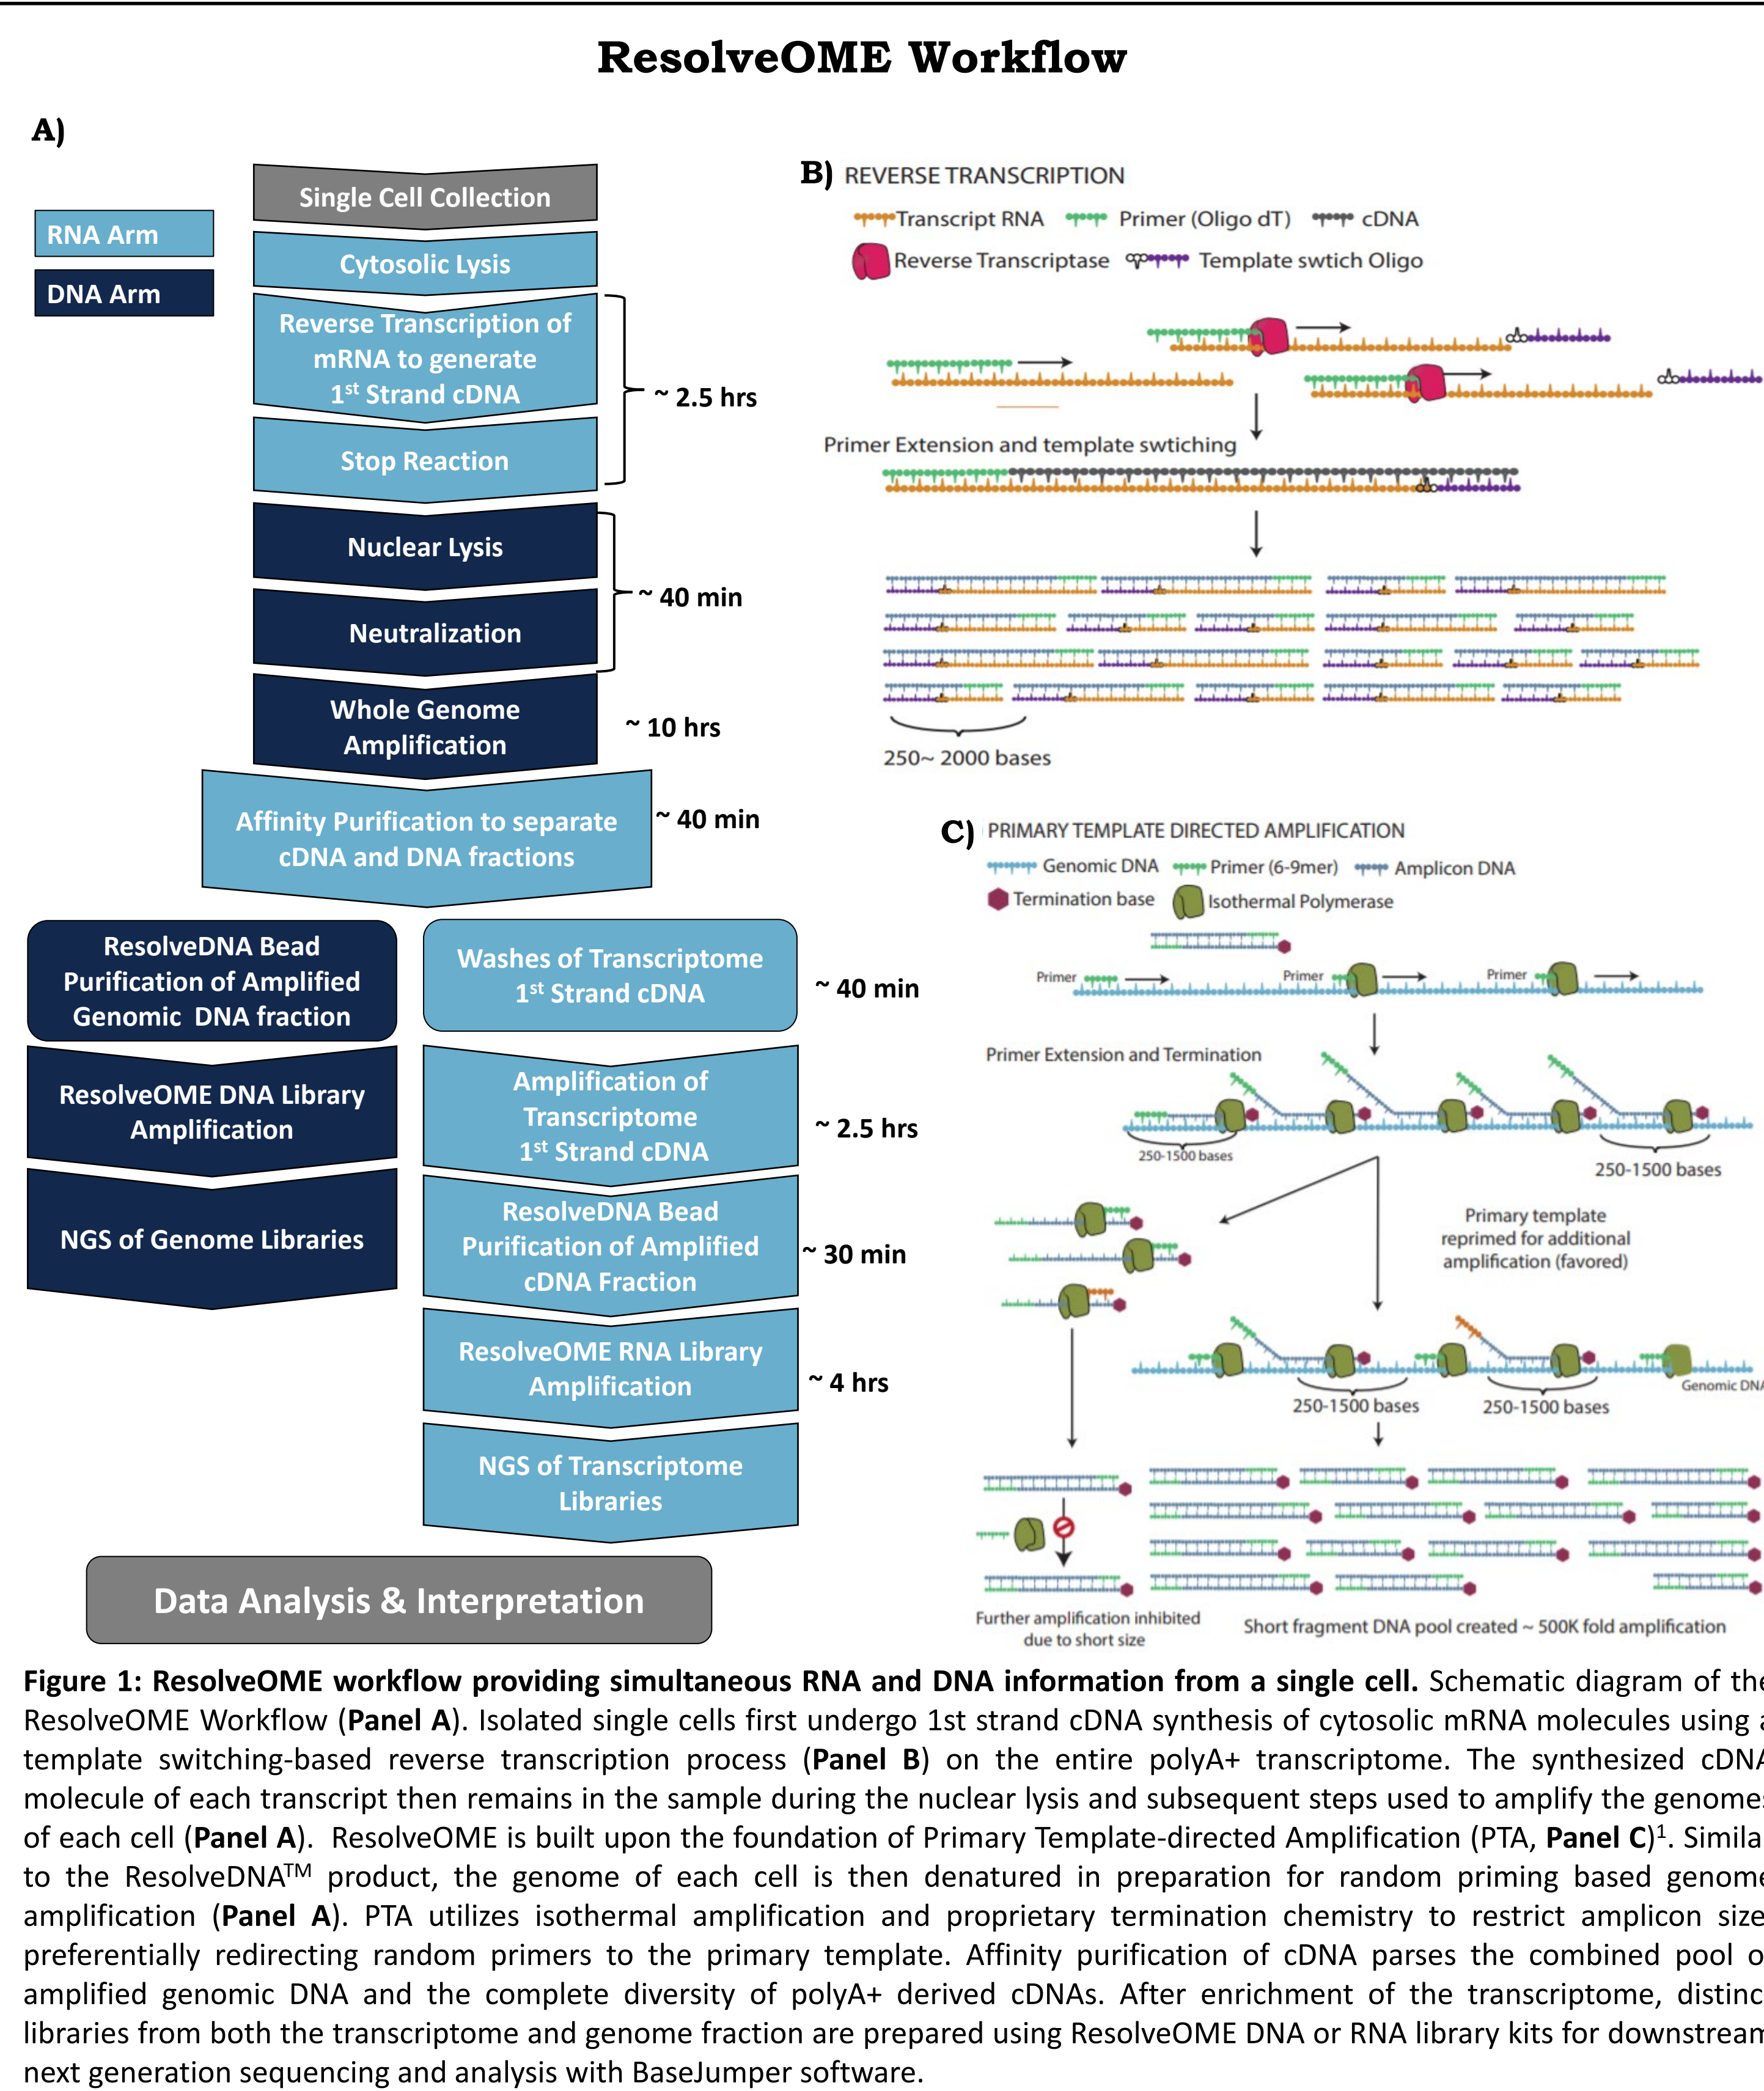 ResolveOME Workflow
A)
RNA Arm
DNA Arm
Single Cell Collection
Cytosolic Lysis
Reverse Transcription of
mRNA to generate
1st Strand cDNA
Stop Reaction
~ 2.5 hrs
Nuclear Lysis
Neutralization
~ 40 min
Whole Genome
Amplification
~ 10 hrs
Affinity Purification to separate
cDNA and DNA fractions
~ 40 min
ResolveDNA Bead
Purification of Amplified
Genomic DNA fraction
ResolveOME DNA Library
Amplification
NGS of Genome Libraries
Washes of Transcriptome
1st Strand cDNA
~ 40 min
Amplification of
Transcriptome
1st Strand cDNA
~ 2.5 hrs
ResolveDNA Bead
Purification of Amplified
cDNA Fraction
~ 30 min
ResolveOME RNA Library
Amplification
~ 4 hrs
NGS of Transcriptome
Libraries
Data Analysis & Interpretation
B) REVERSE TRANSCRIPTION
Transcript RNA Primer (Oligo dT) cDNA
Reverse Transcriptase Template swtich Oligo
Primer Extension and template swtiching
250~ 2000 bases
C) PRIMARY TEMPLATE DIRECTED AMPLIFICATION
Genomic DNA Primer (6-9mer) Amplicon DNA
Termination base Isothermal Polymerase
Primer Primer Primer
Primer Extension and Termination
250-1500 bases
250-1500 bases
Primary template
reprimed for additional
amplification (favored)
Genomic DNA
250-1500 bases 250-1500 bases
Further amplification inhibited
due to short size
Short fragment DNA pool created ~ 500K fold amplification
Figure 1: ResolveOME workflow providing simultaneous RNA and DNA information from a single cell. Schematic diagram of the
ResolveOME Workflow (Panel A). Isolated single cells first undergo 1st strand cDNA synthesis of cytosolic mRNA molecules using a
template switching-based reverse transcription process (Panel B) on the entire polyA+ transcriptome. The synthesized cDNA
molecule of each transcript then remains in the sample during the nuclear lysis and subsequent steps used to amplify the genomes
of each cell (Panel A). ResolveOME is built upon the foundation of Primary Template-directed Amplification (PTA, Panel C)1. Similar
to the ResolveDNATM product, the genome of each cell is then denatured in preparation for random priming based genome
amplification (Panel A). PTA utilizes isothermal amplification and proprietary termination chemistry to restrict amplicon size
preferentially redirecting random primers to the primary template. Affinity purification of cDNA parses the combined pool of
amplified genomic DNA and the complete diversity of polyA+ derived cDNAs. After enrichment of the transcriptome, distinct
libraries from both the transcriptome and genome fraction are prepared using ResolveOME DNA or RNA library kits for downstream
next generation sequencing and analysis with BaseJumper software.